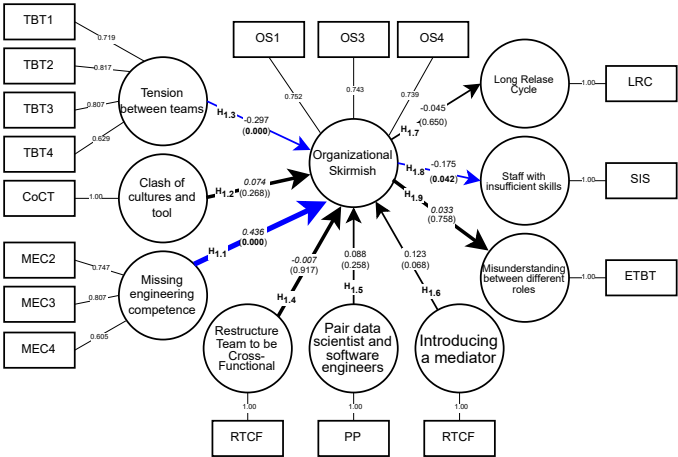 TBT1
TBT2
TBT3
TBT4
CoCT
MEC2
MEC3
MEC4
0.719
0.817
0.807
0.629
1.00
0.747
0.807
0.605
Tension
between teams
Clash of
cultures and
tool
Missing
engineering
competence
OS1
OS3
OS4
0.752
0.743
0.739
H1.3
-0.297
(0.000)
H1.2
0.074
(0.268))
H1.1
0.436
(0.000)
Organizational
Skirmish
H1.7
-0.045
(0.650)
H1.8
-0.175
(0.042)
H1.9
0.033
(0.758)
-0.007
(0.917)
H1.4
0.088
(0.258)
H1.5
0.123
(0.068)
H1.6
Restructure
Team to be
Cross-
Functional
Pair data
scientist and
software
engineers
Introducing
a mediator
1.00
1.00
1.00
RTCF
PP
RTCF
Long Relase
Cycle
1.00
LRC
Staff with
insufficient skills
1.00
SIS
Misunderstanding
between different
roles
1.00
ETBT